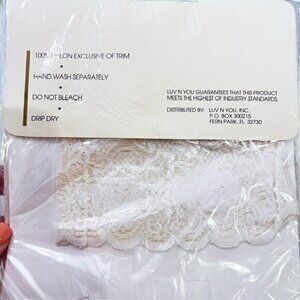 100% NYLON EXCLUSIVE OF TRIM
•
HAND WASH SEPARATELY
•
DO NOT BLEACH
•
DRIP DRY
LUV N YOU GUARANTEES THAT THIS PRODUCT
MEETS THE HIGHEST OF INDUSTRY STANDARDS.
DISTRIBUTED BY: LUV N YOU, INC.
P.O. BOX 300215
FERN PARK, FL 32730